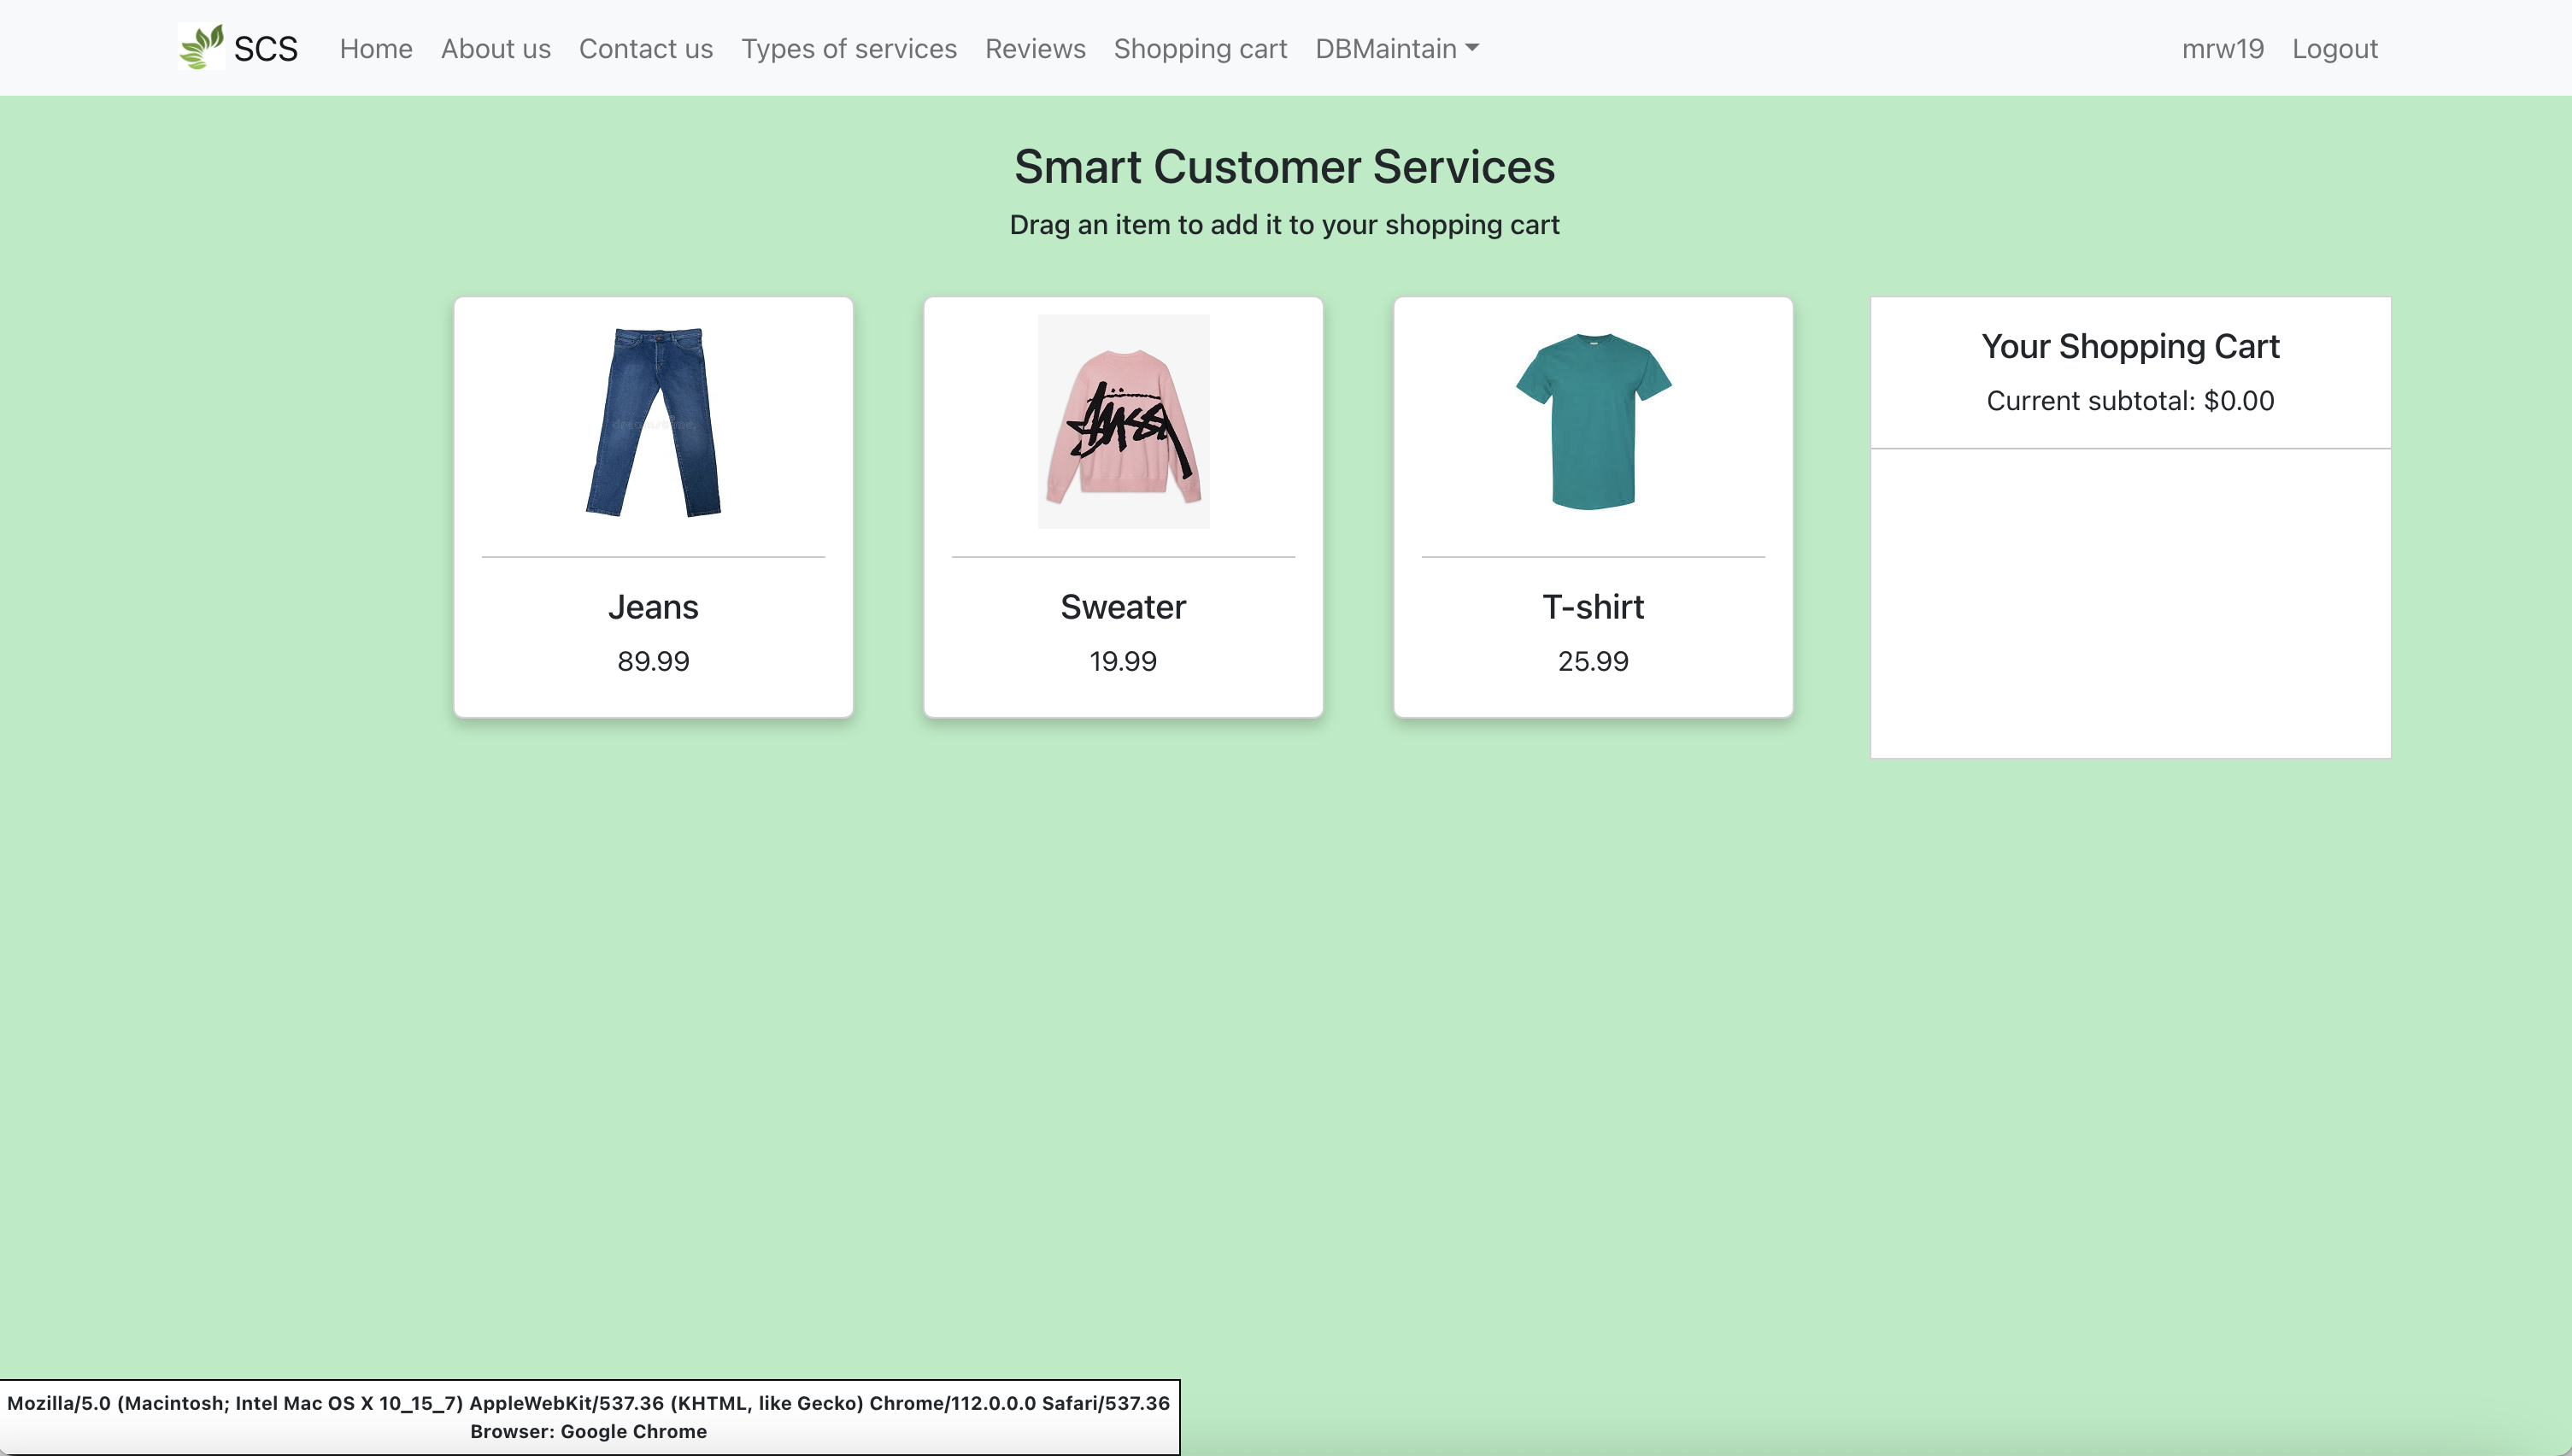 SCS Home About us Contact us Types of services Reviews Shopping cart DBMaintain mrw19 Logout
Smart Customer Services
Drag an item to add it to your shopping cart
Stüssy
Jeans
89.99
Sweater
19.99
T-shirt
25.99
Your Shopping Cart
Current subtotal: $0.00
Mozilla/5.0 (Macintosh; Intel Mac OS X 10_15_7) AppleWebKit/537.36 (KHTML, like Gecko) Chrome/112.0.0.0 Safari/537.36
Browser: Google Chrome